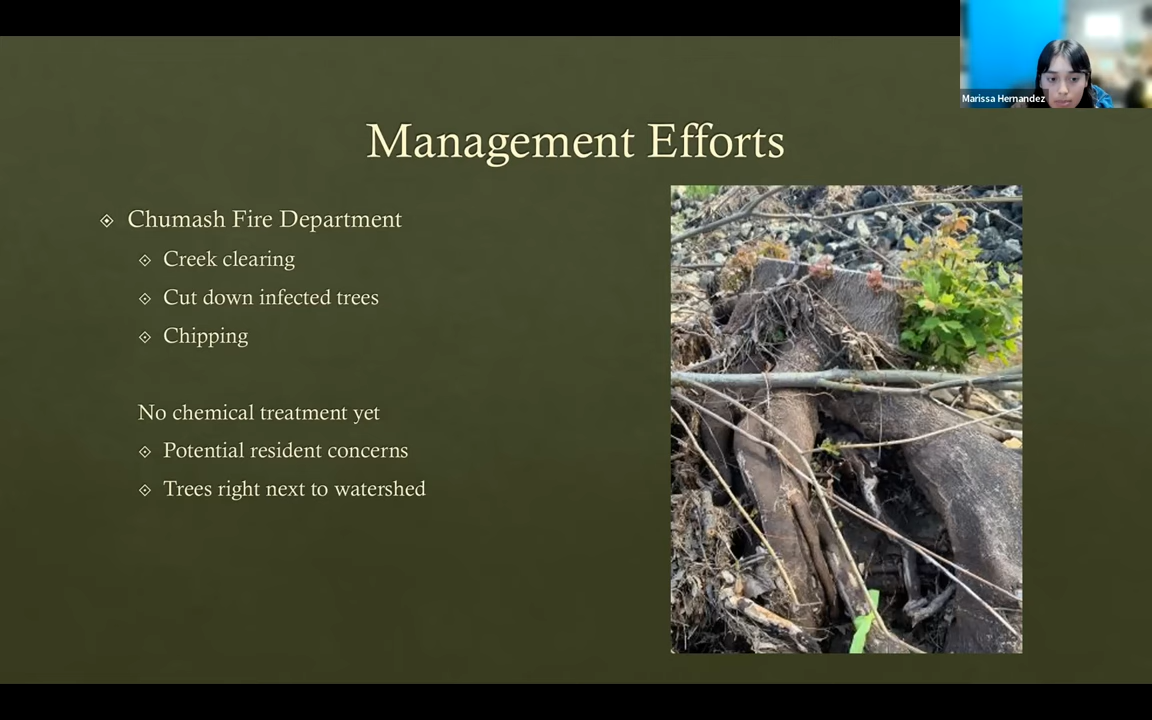 Marissa Hernandez
Management Efforts
Chumash Fire Department
Creek clearing
Cut down infected trees
Chipping
No chemical treatment yet
Potential resident concerns
Trees right next to watershed